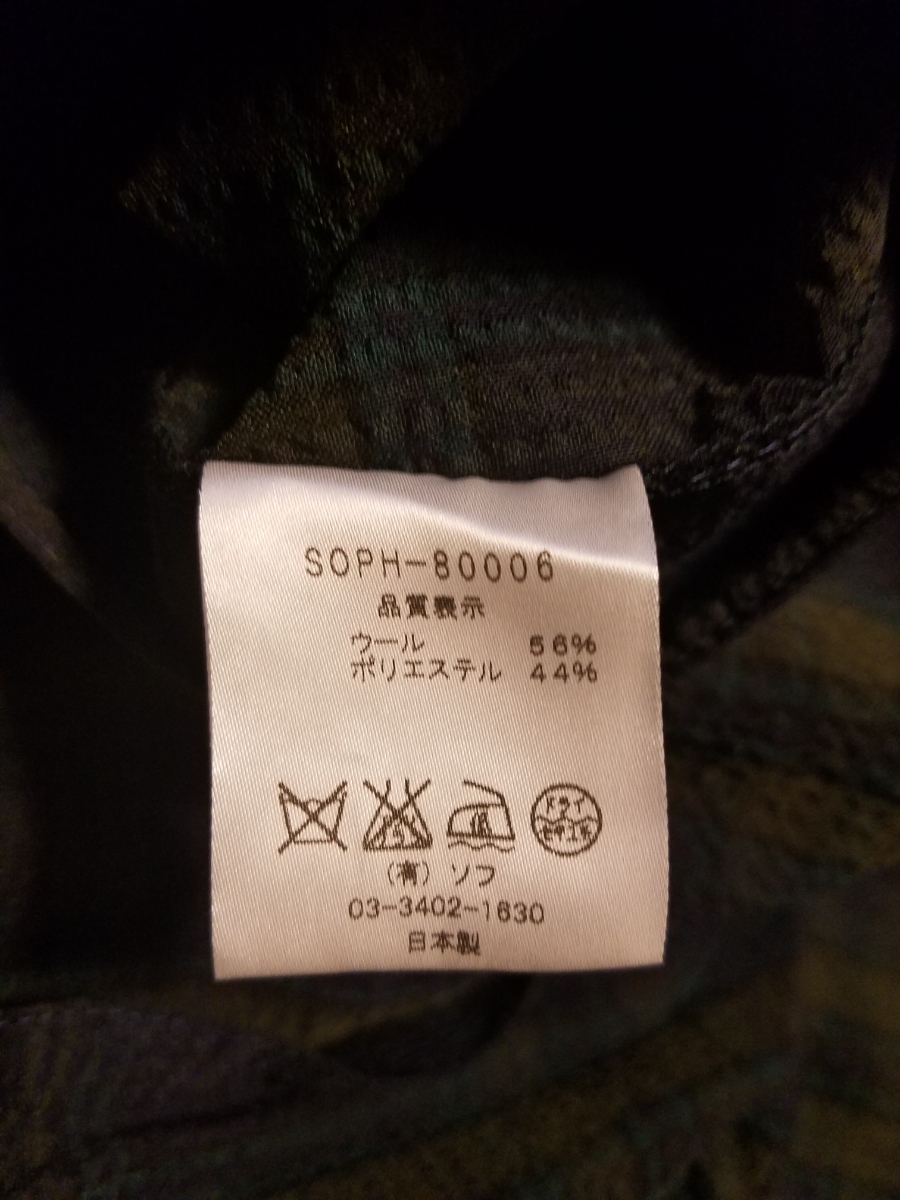 SOPH-80006
品質表示
ウール 56%
ポリエステル 44%
中 ドライ
セキユ系
(有) ソフ
03-3402-1630
日本製